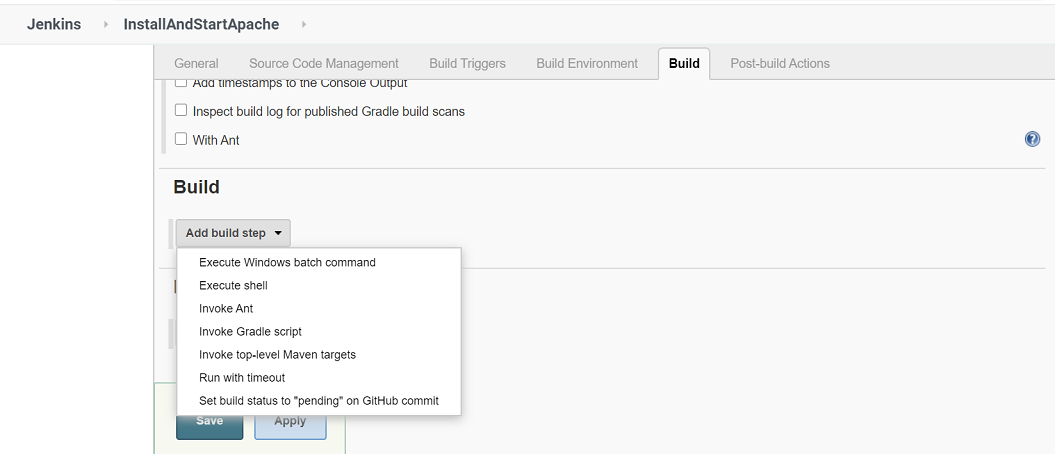 Jenkins InstallAndStartApache
General Source Code Management Build Triggers Build Environment Build Post-build Actions
Add timestamps to the Console Output
Inspect build log for published Gradle build scans
With Ant
?
Build
Add build step
Execute Windows batch command
Execute shell
Invoke Ant
Invoke Gradle script
Invoke top-level Maven targets
Run with timeout
Set build status to "pending" on GitHub commit
Save Apply